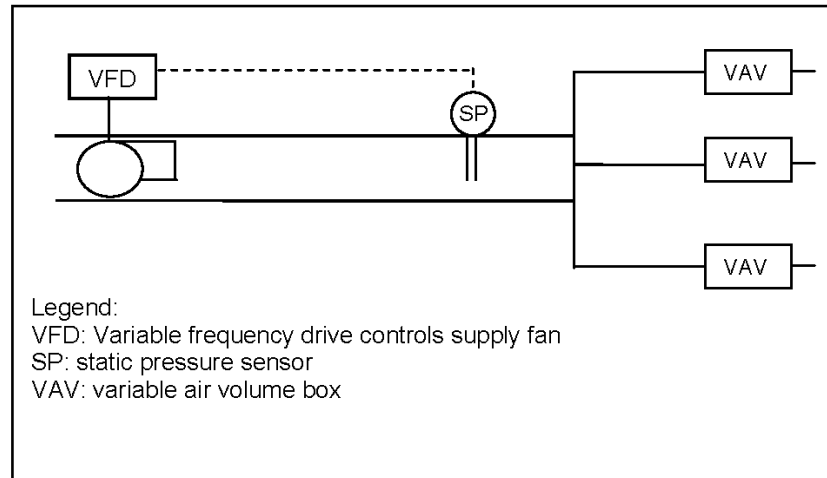 VFD
SP
VAV
VAV
VAV
Legend:
VFD: Variable frequency drive controls supply fan
SP: static pressure sensor
VAV: variable air volume box